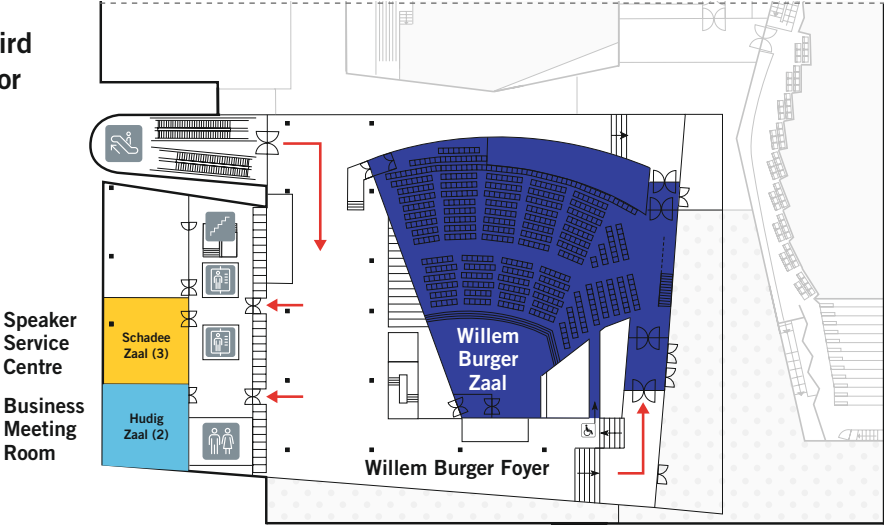 ird
or
Speaker
Service
Centre
Schadee
Zaal (3)
Business
Meeting
Room
Hudig
Zaal (2)
Willem
Burger
Zaal
Willem Burger Foyer